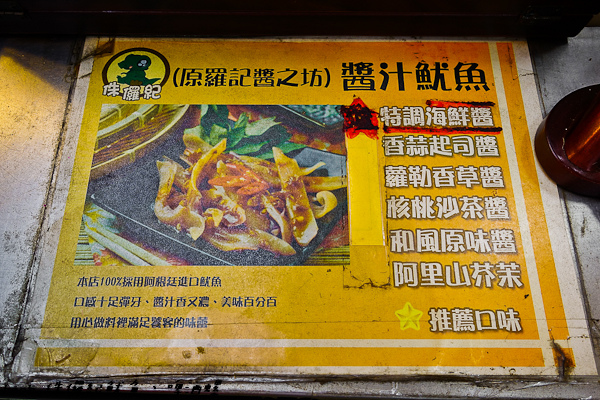 侏儸紀
(原羅記醬之坊) 醬汁魷魚
特調海鮮醬
香蒜起司醬
蘿勒香草醬
核桃沙茶醬
和風原味醬
阿里山芥茉
推薦口味
本店100%採用阿根廷進口魷魚
口感十足彈牙、醬汁香又濃、美味百分百
用心做料裡滿足饕客的味蕾